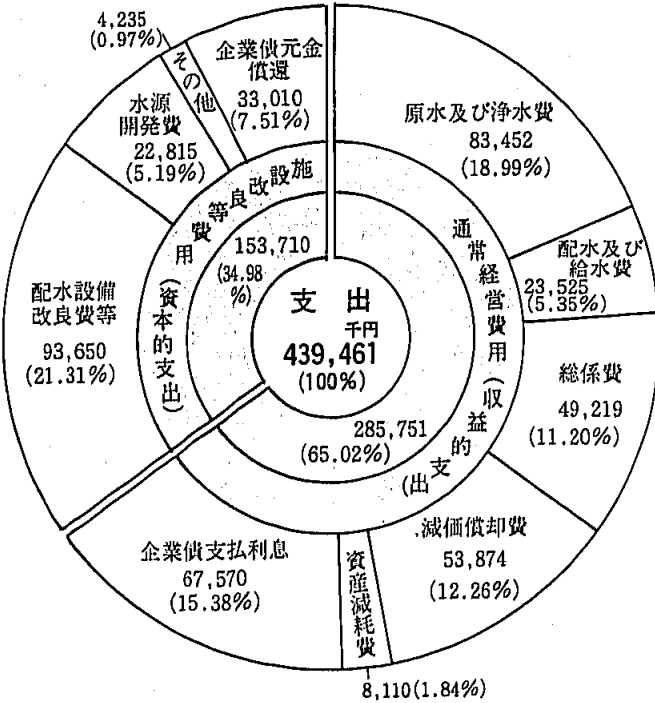 支出
千円
439,461
(100%)
通常経営費用(収益的支出)
285,751
(65.02%)
原水及び浄水費
83,452
(18.99%)
配水及び
給水費
23,525
(5.35%)
総係費
49,219
(11.20%)
減価償却費
53,874
(12.26%)
資産減耗費
8,110(1.84%)
企業債支払利息
67,570
(15.38%)
施設改良等費用(資本的支出)
153,710
(34.98
%)
配水設備
改良費等
93,650
(21.31%)
水源
開発費
22,815
(5.19%)
その他
4,235
(0.97%)
企業債元金
償還
33,010
(7.51%)